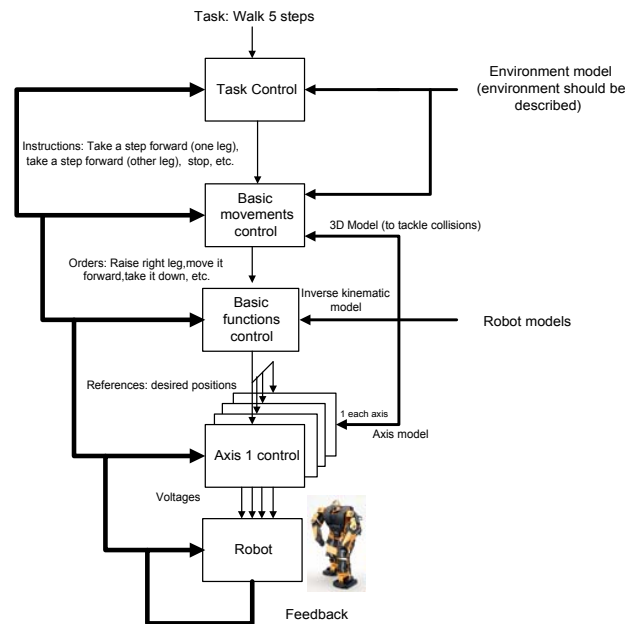 Task: Walk 5 steps
Task Control
Environment model
(environment should be
described)
Instructions: Take a step forward (one leg),
take a step forward (other leg), stop, etc.
Basic
movements
control
3D Model (to tackle collisions)
Orders: Raise right leg,move it
forward,take it down, etc.
Basic
functions
control
Inverse kinematic
model
Robot models
References: desired positions
1 each axis
Axis model
Axis 1 control
Voltages
Robot
Feedback